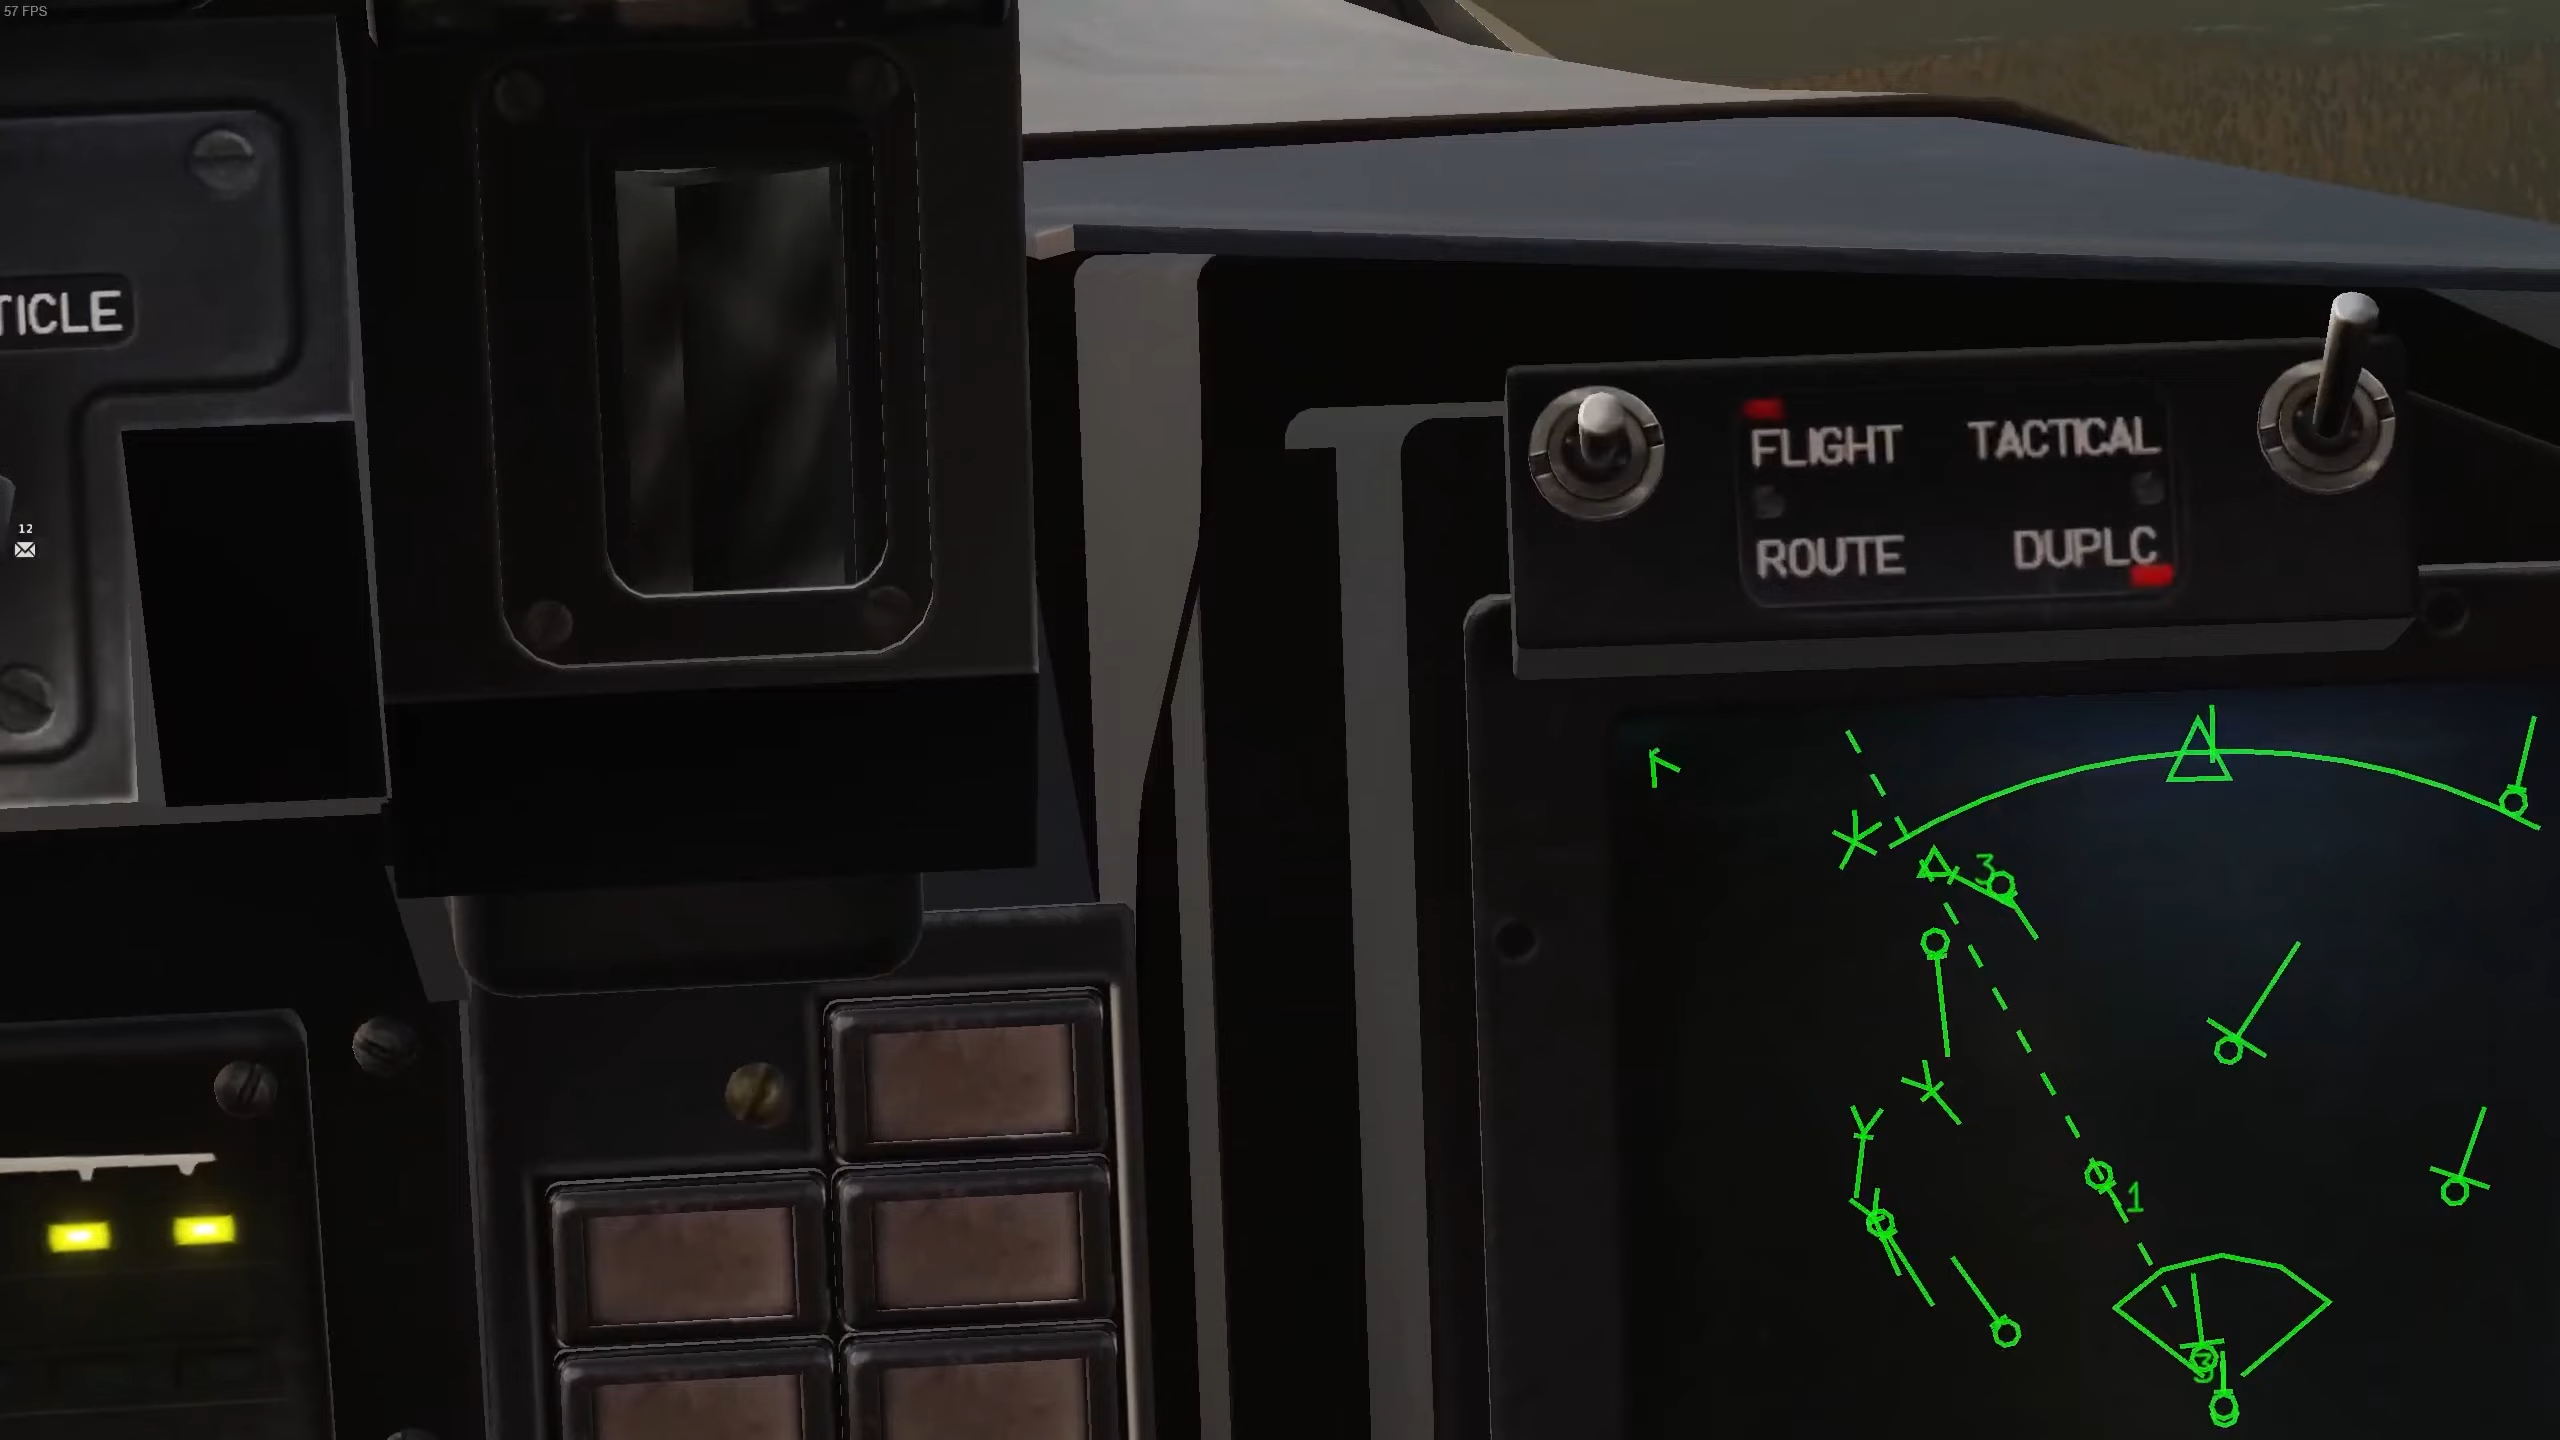 57 FPS
TICLE
12
FLIGHT TACTICAL
ROUTE DUPLC
3
1
3